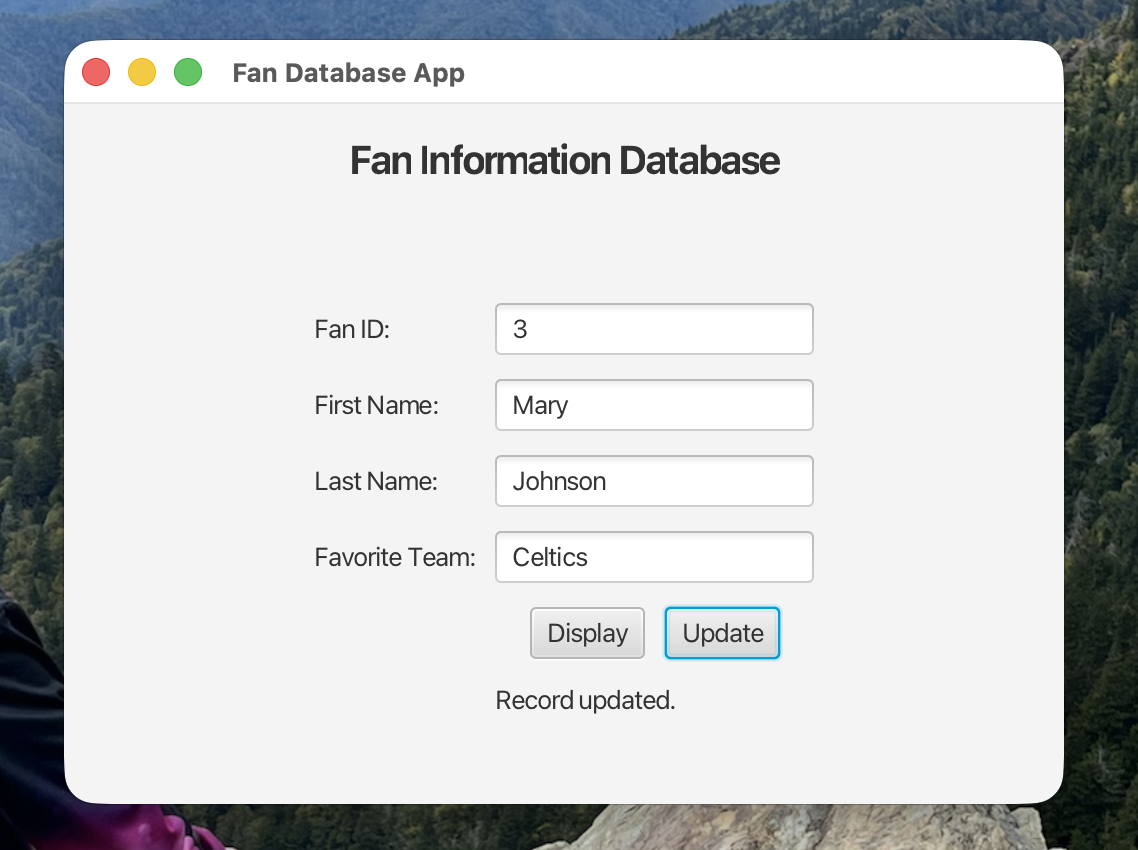 Fan Database App
Fan Information Database
Fan ID: 3
First Name: Mary
Last Name: Johnson
Favorite Team: Celtics
Display Update
Record updated.